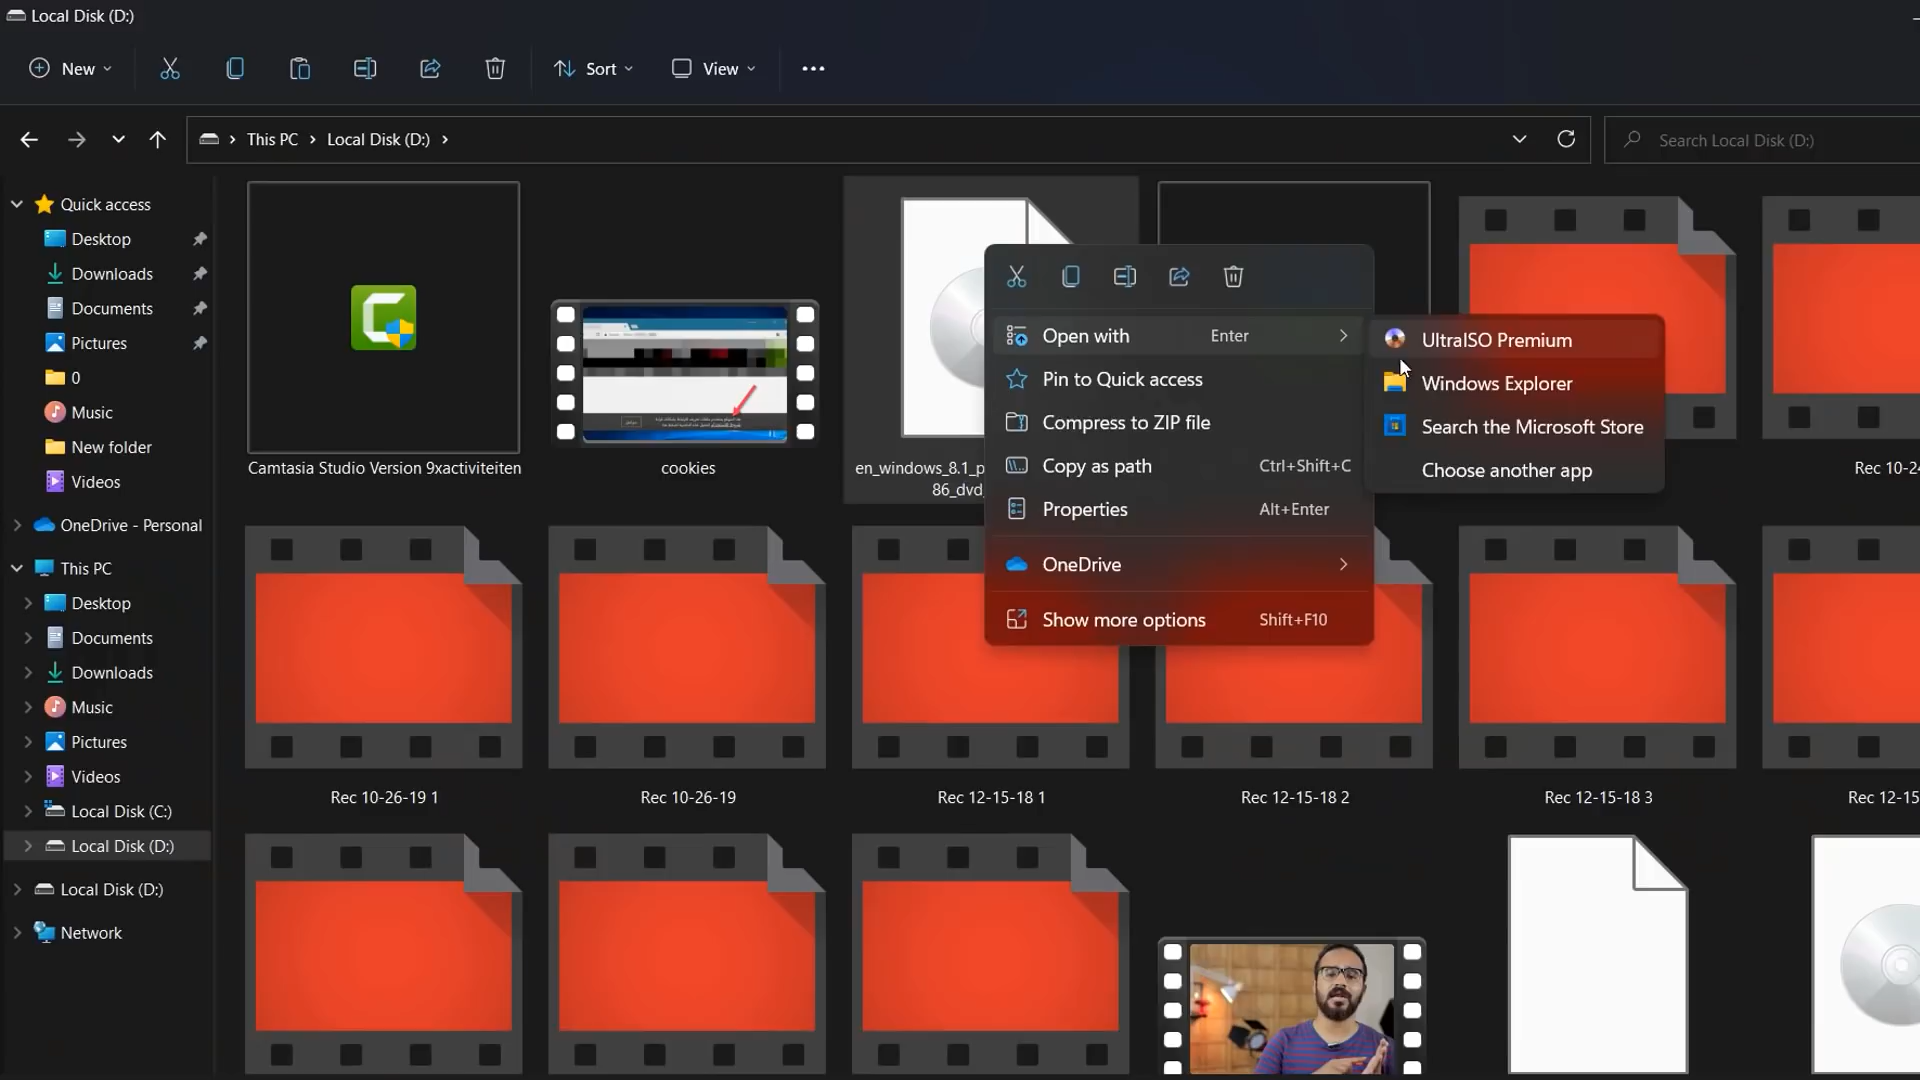 Local Disk (D:)
New
Sort
View
This PC
Local Disk (D:)
Search Local Disk (D:)
Quick access
Desktop
Downloads
Documents
Pictures
0
Music
New folder
Videos
OneDrive - Personal
This PC
Desktop
Documents
Downloads
Music
Pictures
Videos
Local Disk (C:)
Local Disk (D:)
Local Disk (D:)
Network
Camtasia Studio Version 9xactiviteiten
cookies
en_windows_8.1_p
86_dvd_
Rec 10-24
Open with Enter
Pin to Quick access
Compress to ZIP file
Copy as path Ctrl+Shift+C
Properties Alt+Enter
OneDrive
Show more options Shift+F10
UltraISO Premium
Windows Explorer
Search the Microsoft Store
Choose another app
Rec 10-26-19 1
Rec 10-26-19
Rec 12-15-18 1
Rec 12-15-18 2
Rec 12-15-18 3
Rec 12-15